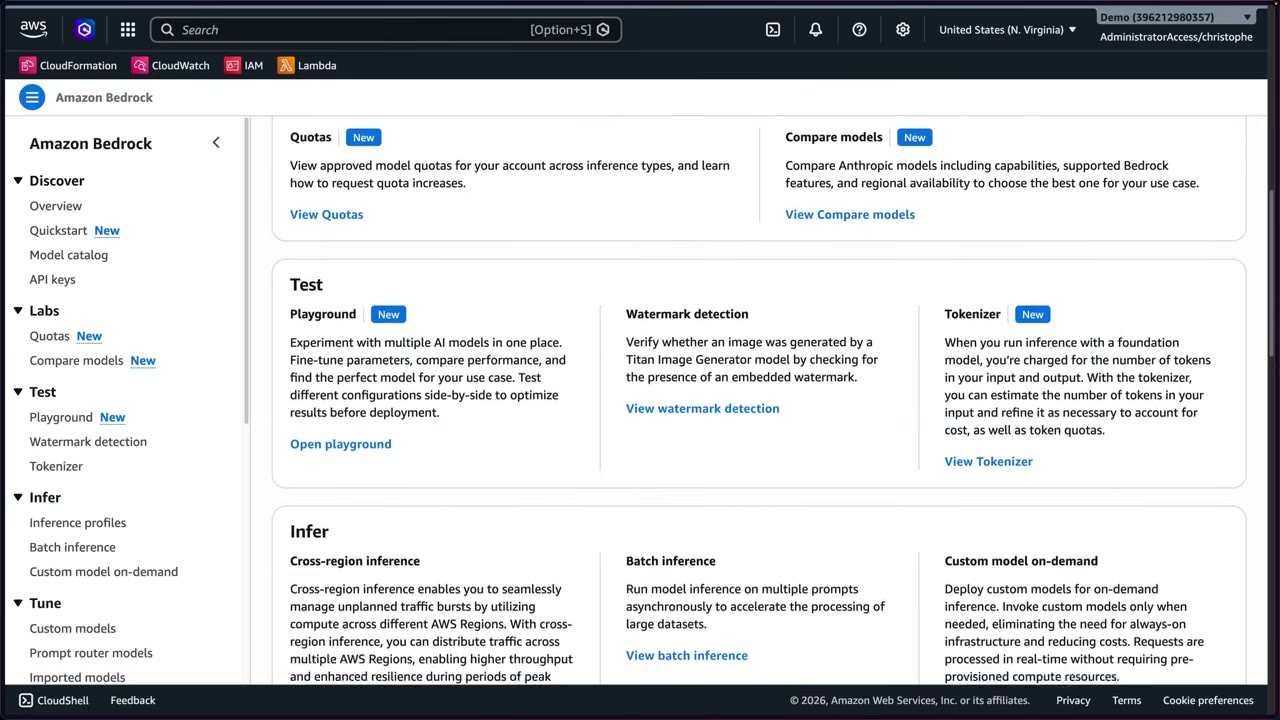 aws
Search
[Option+S]
United States (N. Virginia)
Demo (396212980357)
AdministratorAccess/christophe
CloudFormation
CloudWatch
IAM
Lambda
Amazon Bedrock
Amazon Bedrock
Discover
Overview
Quickstart New
Model catalog
API keys
Labs
Quotas New
Compare models New
Test
Playground New
Watermark detection
Tokenizer
Infer
Inference profiles
Batch inference
Custom model on-demand
Tune
Custom models
Prompt router models
Imported models
Quotas New
View approved model quotas for your account across inference types, and learn
how to request quota increases.
View Quotas
Compare models New
Compare Anthropic models including capabilities, supported Bedrock
features, and regional availability to choose the best one for your use case.
View Compare models
Test
Playground New
Experiment with multiple AI models in one place.
Fine-tune parameters, compare performance, and
find the perfect model for your use case. Test
different configurations side-by-side to optimize
results before deployment.
Open playground
Watermark detection
Verify whether an image was generated by a
Titan Image Generator model by checking for
the presence of an embedded watermark.
View watermark detection
Tokenizer New
When you run inference with a foundation
model, you're charged for the number of tokens
in your input and output. With the tokenizer,
you can estimate the number of tokens in your
input and refine it as necessary to account for
cost, as well as token quotas.
View Tokenizer
Infer
Cross-region inference
Cross-region inference enables you to seamlessly
manage unplanned traffic bursts by utilizing
compute across different AWS Regions. With cross-
region inference, you can distribute traffic across
multiple AWS Regions, enabling higher throughput
and enhanced resilience during periods of peak
Batch inference
Run model inference on multiple prompts
asynchronously to accelerate the processing of
large datasets.
View batch inference
Custom model on-demand
Deploy custom models for on-demand
inference. Invoke custom models only when
needed, eliminating the need for always-on
infrastructure and reducing costs. Requests are
processed in real-time without requiring pre-
provisioned compute resources.
CloudShell
Feedback
© 2026, Amazon Web Services, Inc. or its affiliates.
Privacy
Terms
Cookie preferences